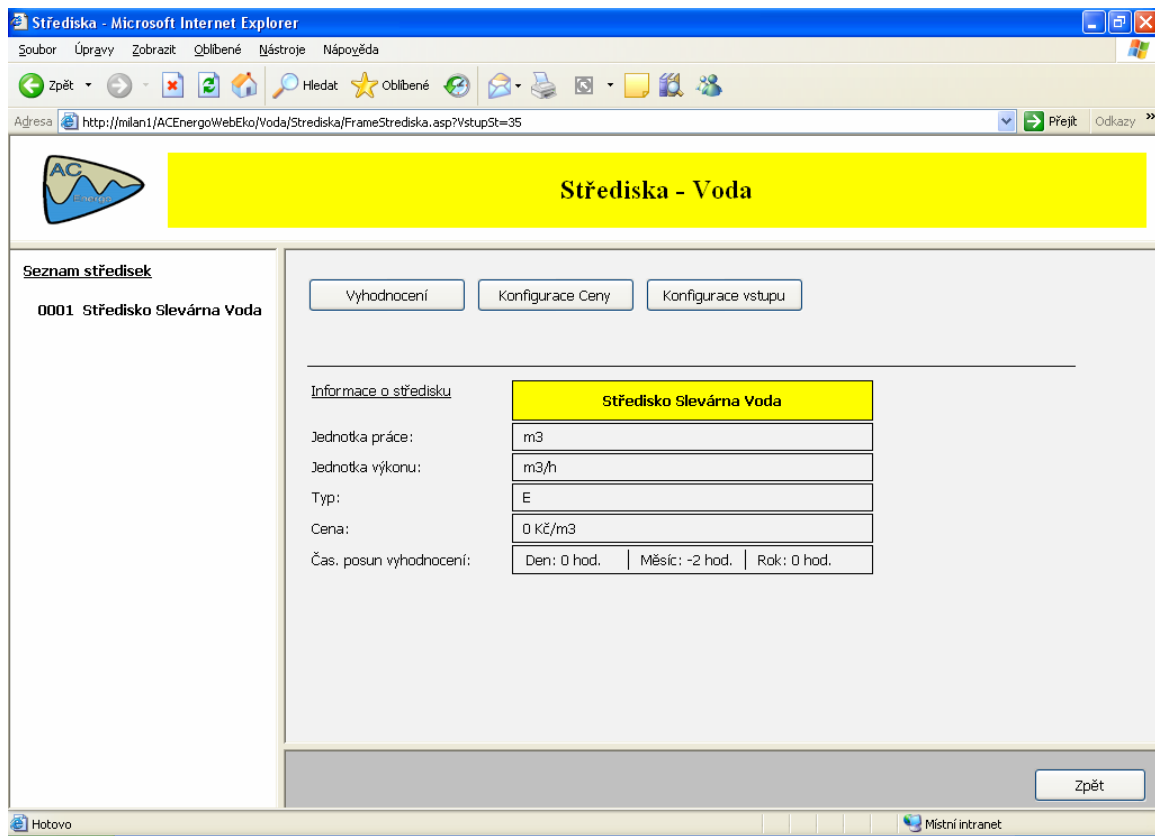 Střediska - Microsoft Internet Explorer
Soubor Úpravy Zobrazit Oblíbené Nástroje Nápověda
Zpět Hledat Oblíbené
Adresa http://milan1/ACEnergoWebEko/Voda/Strediska/FrameStrediska.asp?VstupSt=35 Přejít Odkazy »
AC
Energo
Střediska - Voda
Seznam středisek
0001 Středisko Slevárna Voda
Vyhodnocení Konfigurace Ceny Konfigurace vstupu
Informace o středisku Středisko Slevárna Voda
Jednotka práce: m3
Jednotka výkonu: m3/h
Typ: E
Cena: 0 Kč/m3
Čas. posun vyhodnocení: Den: 0 hod. Měsíc: -2 hod. Rok: 0 hod.
Zpět
Hotovo Místní intranet